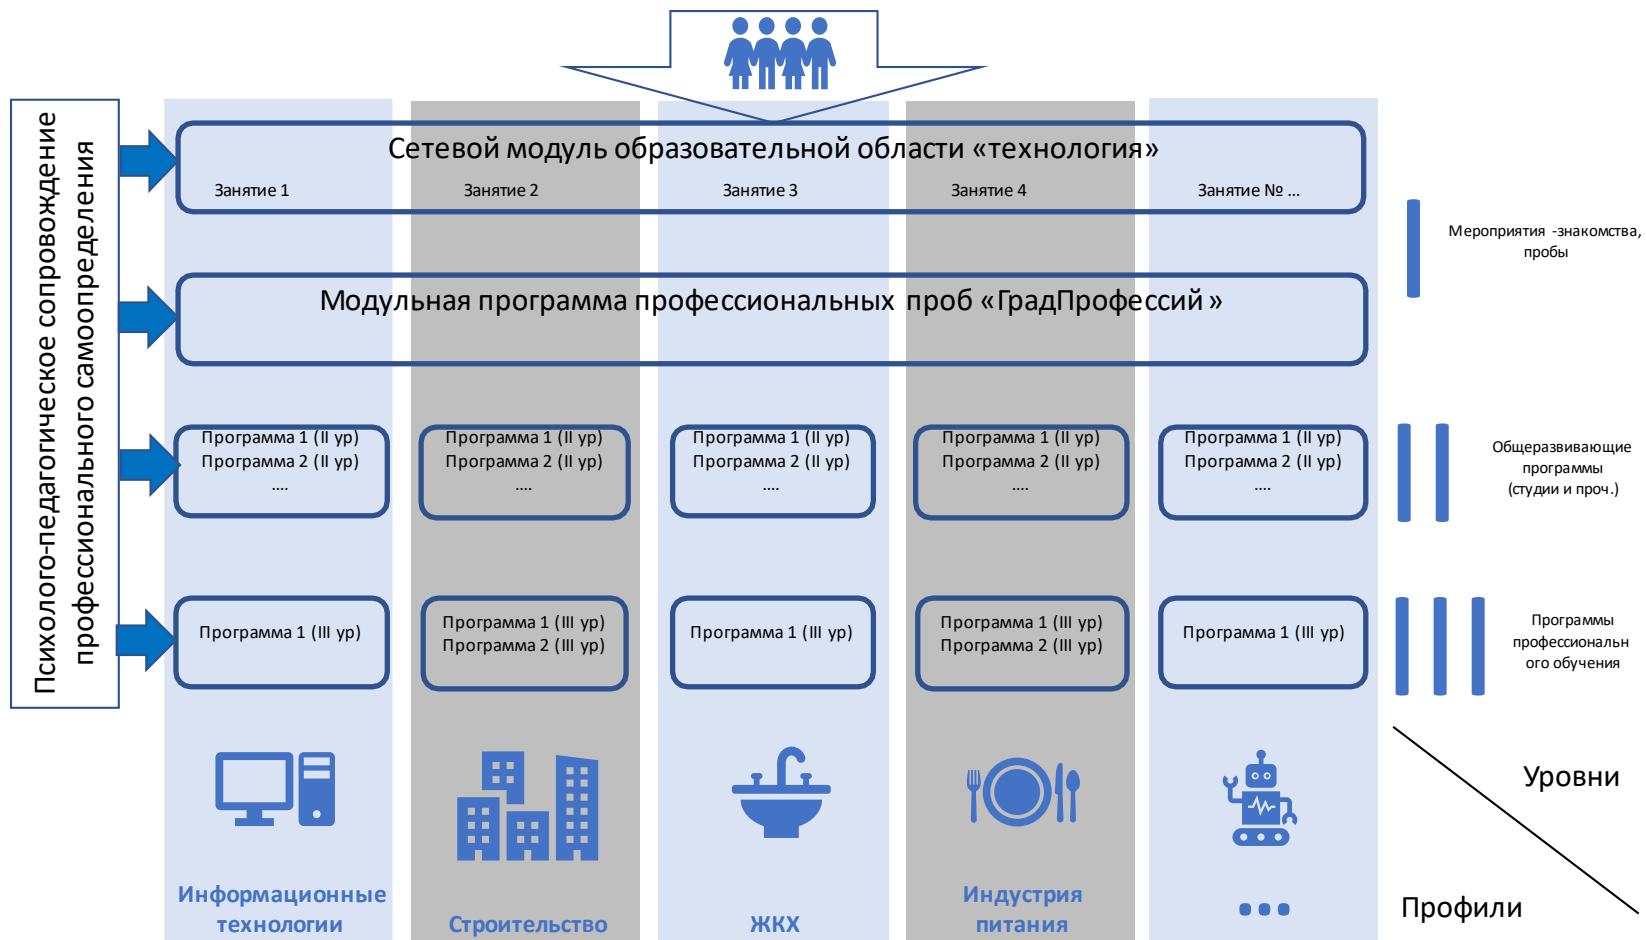 Психолого-педагогическое сопровождение
профессионального самоопределения
Сетевой модуль образовательной области «технология»
Занятие 1
Занятие 2
Занятие 3
Занятие 4
Занятие № ...
Мероприятия -знакомства,
пробы
Модульная программа профессиональных проб «ГрадПрофессий »
Программа 1 (II ур)
Программа 2 (II ур)
....
Программа 1 (II ур)
Программа 2 (II ур)
....
Программа 1 (II ур)
Программа 2 (II ур)
....
Программа 1 (II ур)
Программа 2 (II ур)
....
Программа 1 (II ур)
Программа 2 (II ур)
....
Общеразвивающие
программы
(студии и проч.)
Программа 1 (III ур)
Программа 1 (III ур)
Программа 2 (III ур)
Программа 1 (III ур)
Программа 1 (III ур)
Программа 2 (III ур)
Программа 1 (III ур)
Программы
профессиональн
ого обучения
Уровни
Профили
Информационные
технологии
Строительство
ЖКХ
Индустрия
питания
...